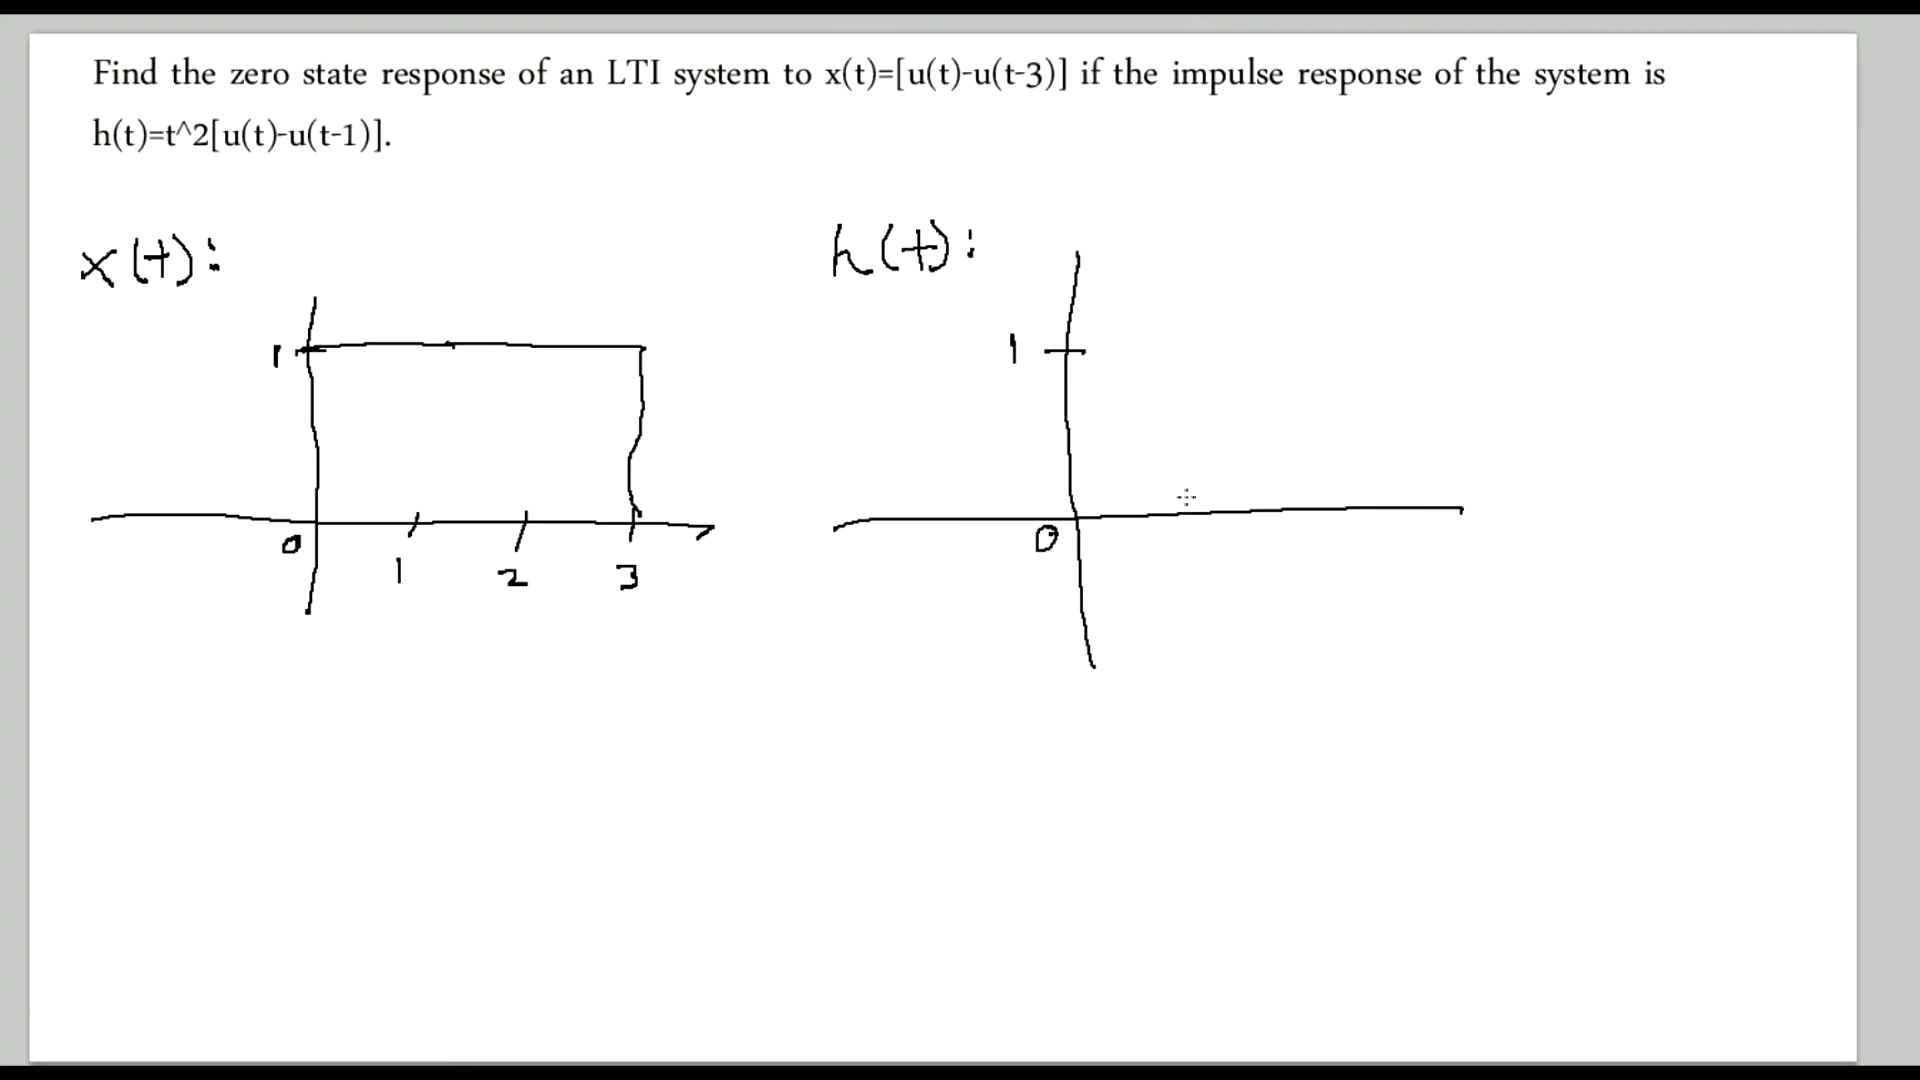 Find the zero state response of an LTI system to x(t)=[u(t)-u(t-3)] if the impulse response of the system is
h(t)=t^2[u(t)-u(t-1)].
x(t):
h(t):
1
1
0
0
1 2 3